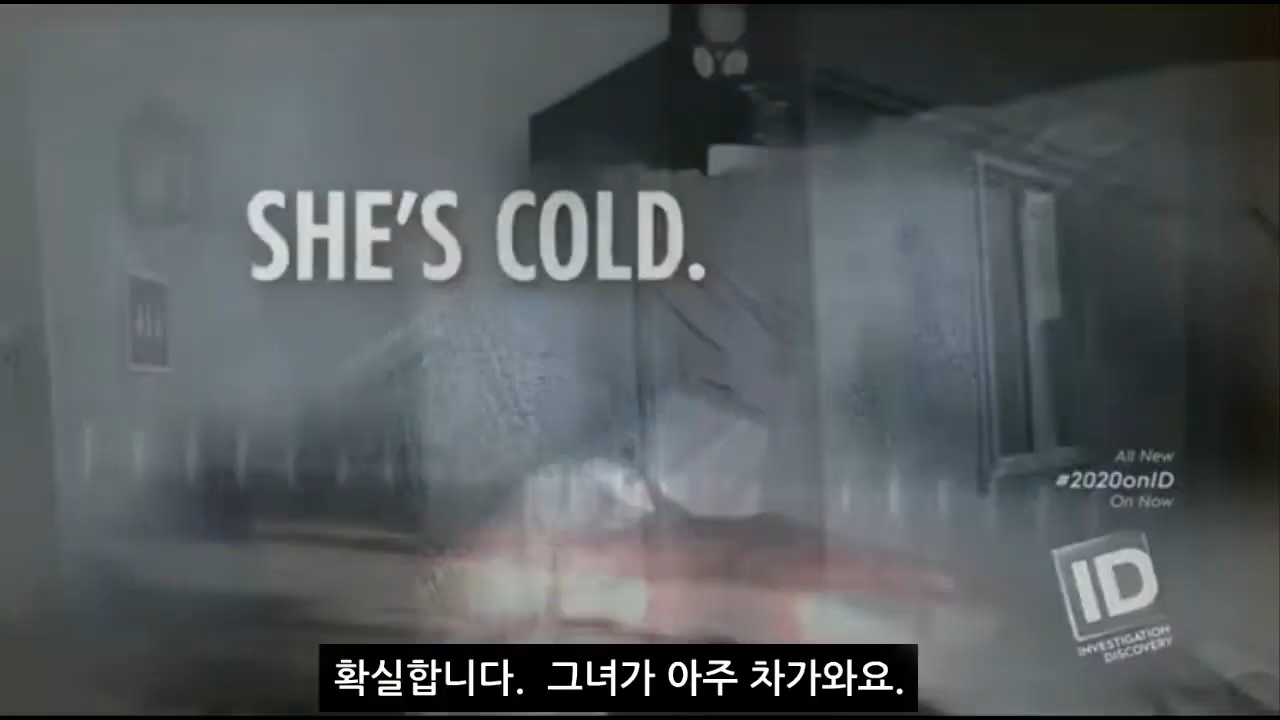 SHE'S COLD.
All New
#2020onID
On Now
ID
INVESTIGATION
DISCOVERY
확실합니다. 그녀가 아주 차가와요.